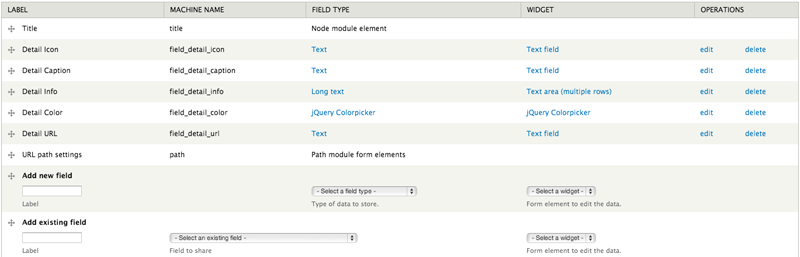 LABEL MACHINE NAME FIELD TYPE WIDGET OPERATIONS
Title title Node module element
Detail Icon field_detail_icon Text Text field edit delete
Detail Caption field_detail_caption Text Text field edit delete
Detail Info field_detail_info Long text Text area (multiple rows) edit delete
Detail Color field_detail_color jQuery Colorpicker jQuery Colorpicker edit delete
Detail URL field_detail_url Text Text field edit delete
URL path settings path Path module form elements
Add new field
- Select a field type - - Select a widget -
Label Type of data to store. Form element to edit the data.
Add existing field
- Select an existing field - - Select a widget -
Label Field to share Form element to edit the data.